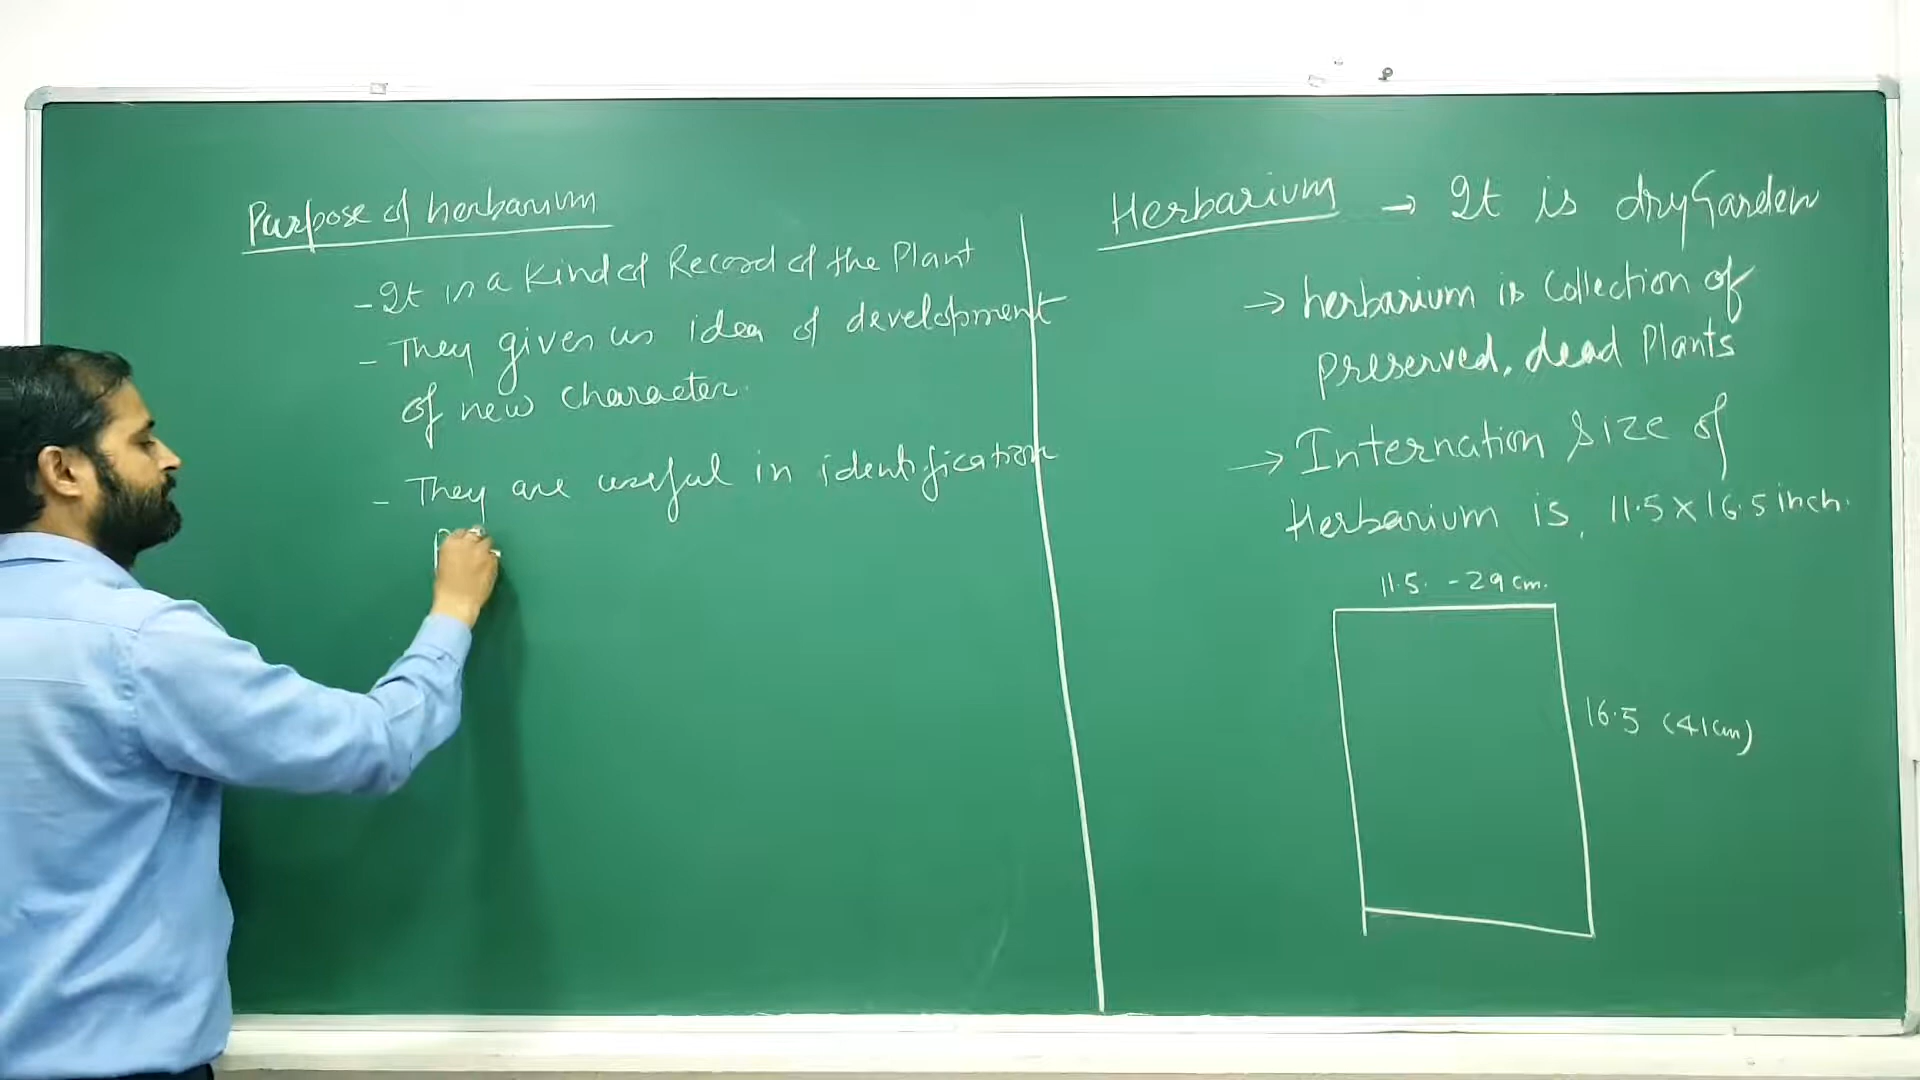 Purpose of herbarium
- It is a kind of Record of the Plant
- They gives us idea of development
of new character.
- They are useful in identification
Herbarium → It is dry Garden
→ herbarium is Collection of
preserved, dead Plants
→ Internation Size of
Herbarium is, 11.5 x 16.5 inch.
11.5. - 29 cm.
16.5 (41cm)